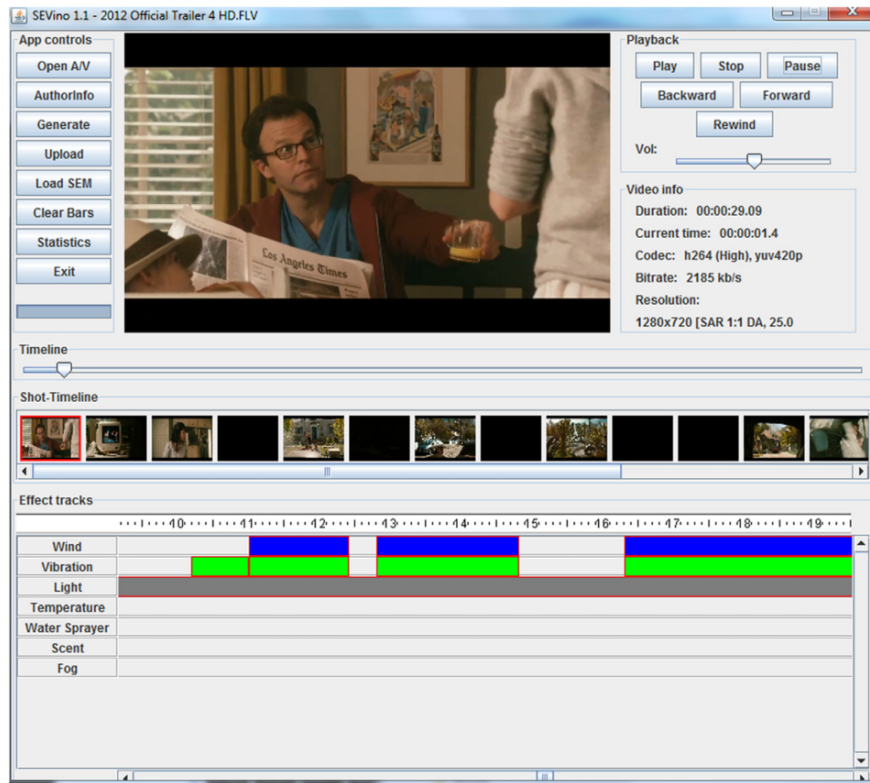 SEVino 1.1 - 2012 Official Trailer 4 HD.FLV
App controls
Open A/V
AuthorInfo
Generate
Upload
Load SEM
Clear Bars
Statistics
Exit
Los Angeles Times
Playback
Play Stop Pause
Backward Forward
Rewind
Vol:
Video info
Duration: 00:00:29.09
Current time: 00:00:01.4
Codec: h264 (High), yuv420p
Bitrate: 2185 kb/s
Resolution:
1280x720 [SAR 1:1 DA, 25.0
Timeline
Shot-Timeline
Effect tracks
10 11 12 13 14 15 16 17 18 19
Wind
Vibration
Light
Temperature
Water Sprayer
Scent
Fog